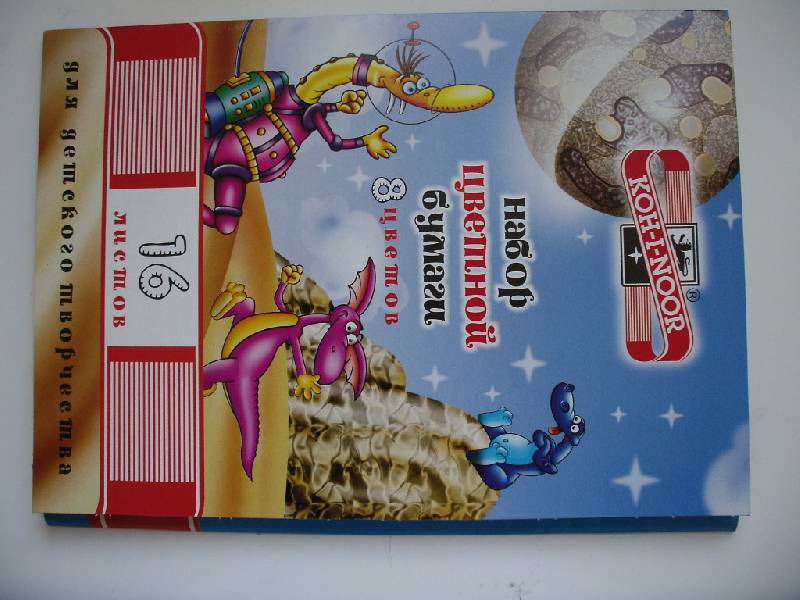 KOH-I-NOOR
®
набор
цветной
бумаги
8 цветов
16
листов
для детского творчества